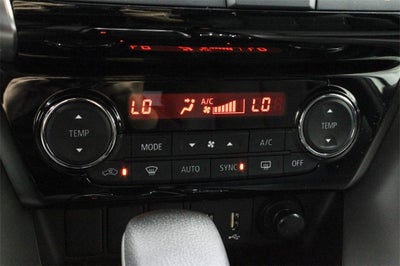 LO A/C LO
TEMP
TEMP
MODE A/C
AUTO SYNC OFF